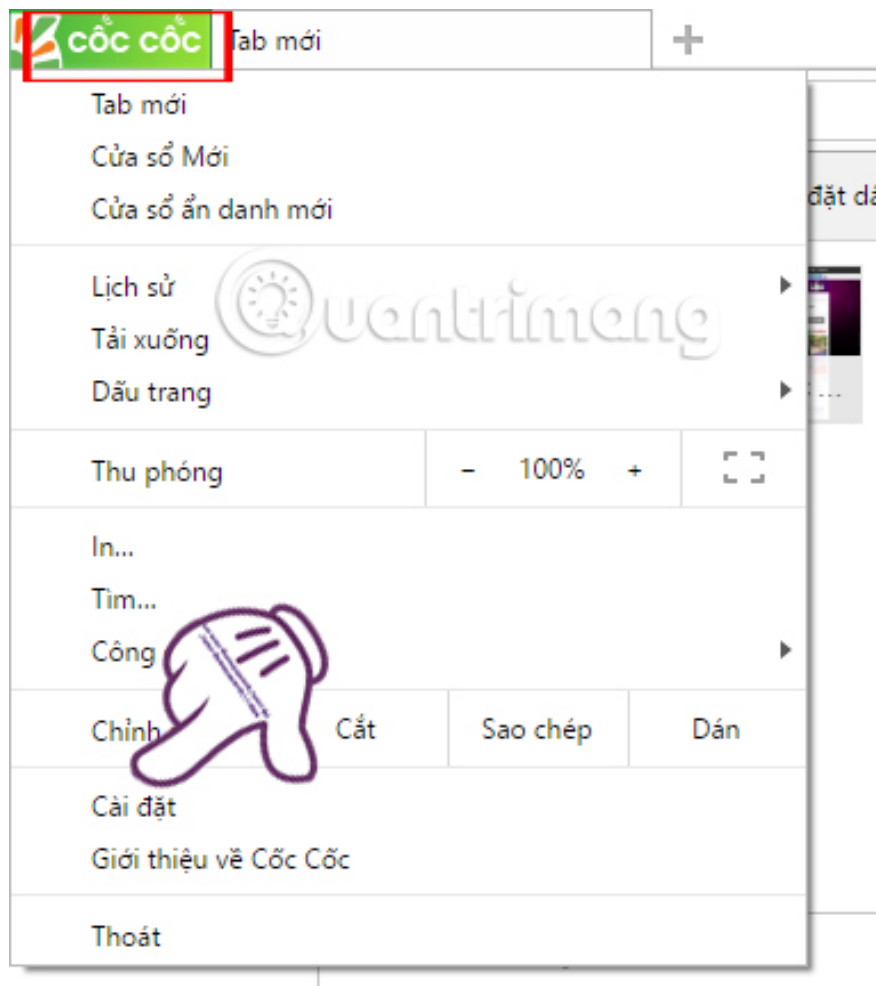 cốc cốc Tab mới
Tab mới
Cửa sổ Mới
Cửa sổ ẩn danh mới
đặt
Lịch sử
Quantrimang
Tải xuống
Dấu trang
...
Thu phóng - 100% +
In...
Tìm...
Công
Chỉnh Cắt Sao chép Dán
Cài đặt
Giới thiệu về Cốc Cốc
Thoát